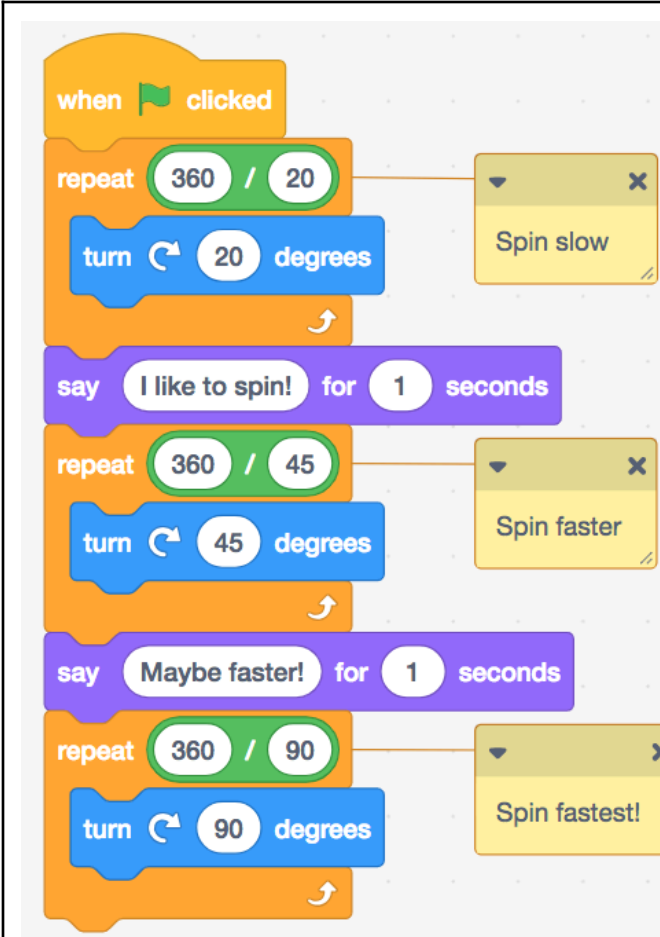 when clicked
repeat 360 / 20
Spin slow
turn 20 degrees
say I like to spin! for 1 seconds
repeat 360 / 45
Spin faster
turn 45 degrees
say Maybe faster! for 1 seconds
repeat 360 / 90
Spin fastest!
turn 90 degrees